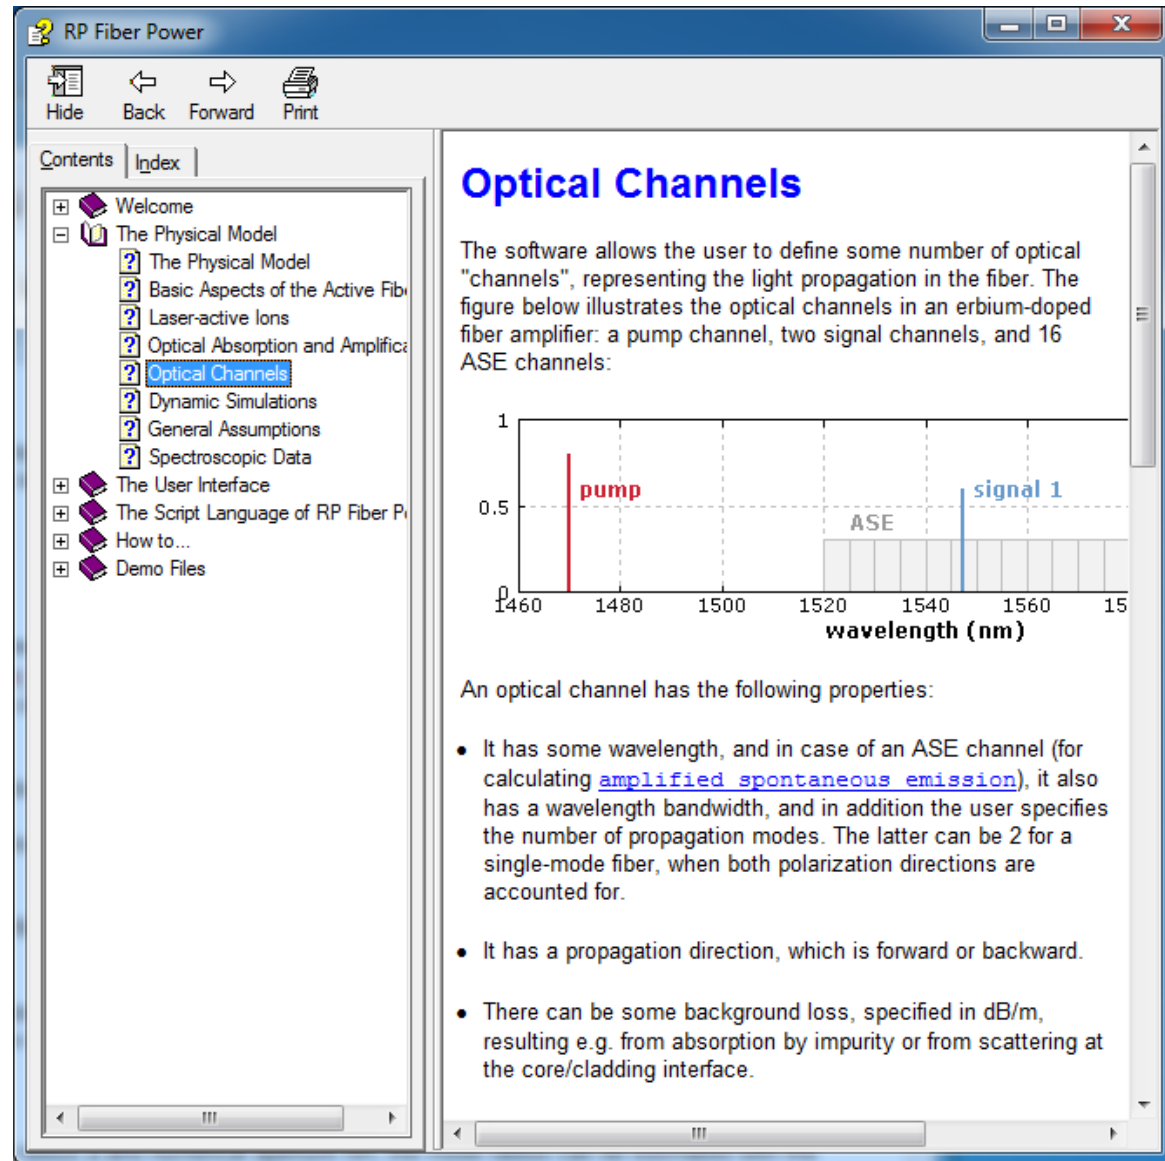 RP Fiber Power
Hide Back Forward Print
Contents Index
Welcome
The Physical Model
The Physical Model
Basic Aspects of the Active Fib
Laser-active Ions
Optical Absorption and Amplific
Optical Channels
Dynamic Simulations
General Assumptions
Spectroscopic Data
The User Interface
The Script Language of RP Fiber P
How to...
Demo Files
Optical Channels
The software allows the user to define some number of optical
"channels", representing the light propagation in the fiber. The
figure below illustrates the optical channels in an erbium-doped
fiber amplifier: a pump channel, two signal channels, and 16
ASE channels:
1
pump
signal 1
0.5
ASE
0
1460 1480 1500 1520 1540 1560 15
wavelength (nm)
An optical channel has the following properties:
• It has some wavelength, and in case of an ASE channel (for
calculating amplified spontaneous emission), it also
has a wavelength bandwidth, and in addition the user specifies
the number of propagation modes. The latter can be 2 for a
single-mode fiber, when both polarization directions are
accounted for.
• It has a propagation direction, which is forward or backward.
• There can be some background loss, specified in dB/m,
resulting e.g. from absorption by impurity or from scattering at
the core/cladding interface.